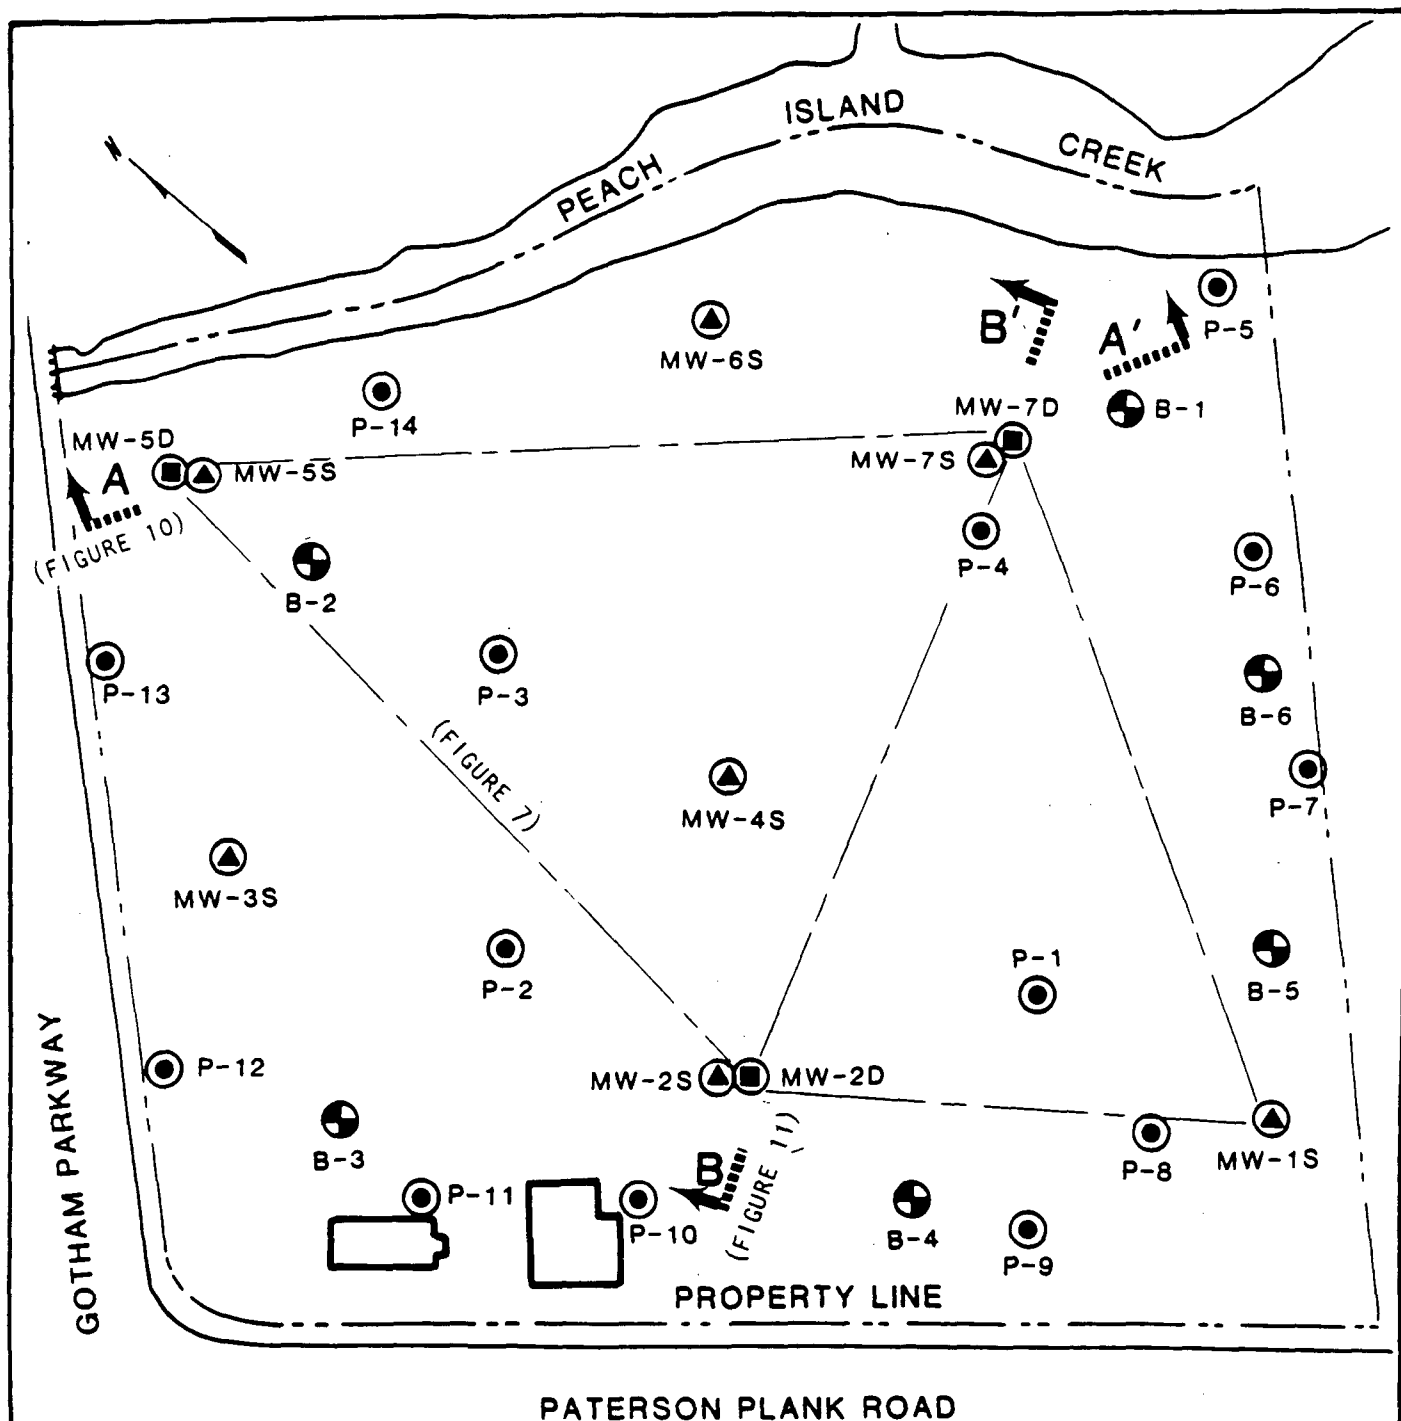 ISLAND
CREEK
PEACH
N
P-5
B'
A'
MW-6S
B-1
MW-7D
P-14
MW-5D
MW-5S
MW-7S
A
(FIGURE 10)
P-4
P-6
B-2
P-13
P-3
B-6
(FIGURE 7)
P-7
MW-4S
MW-3S
P-2
P-1
B-5
P-12
MW-2S
MW-2D
B-3
P-8
MW-1S
B
(FIGURE 11)
P-11
P-10
B-4
P-9
GOTHAM PARKWAY
PROPERTY LINE
PATERSON PLANK ROAD